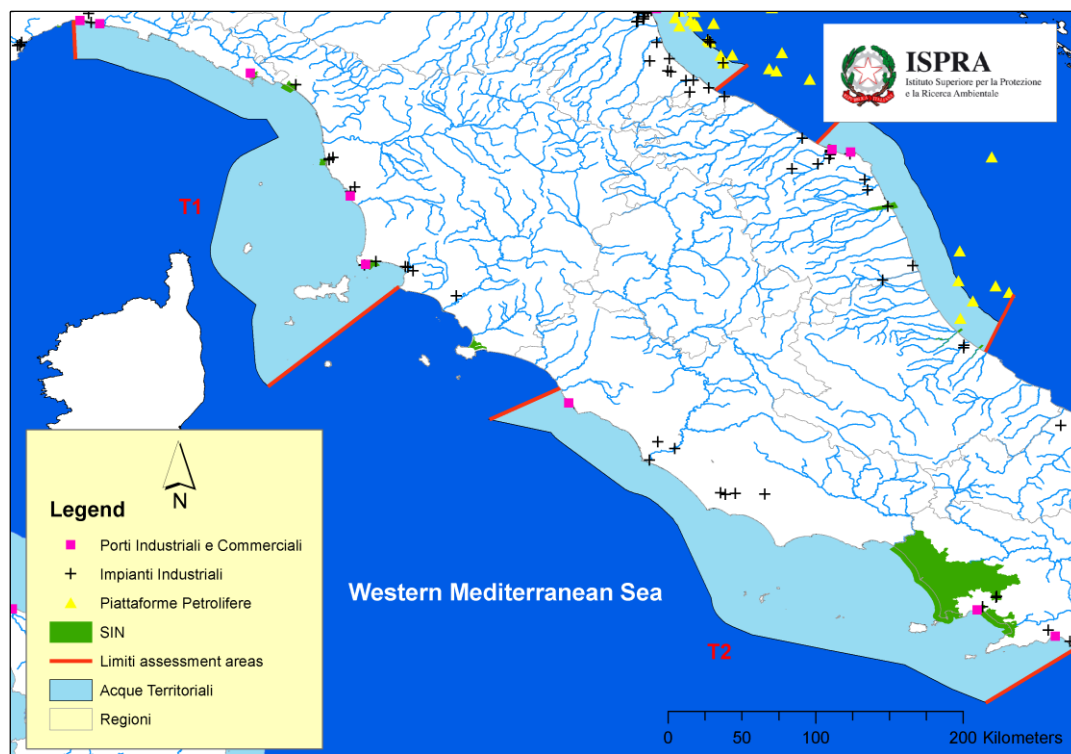 ISPRA
Istituto Superiore per la Protezione
e la Ricerca Ambientale
T1
N
Legend
Porti Industriali e Commerciali
Impianti Industriali
Piattaforme Petrolifere
SIN
Limiti assessment areas
Acque Territoriali
Regioni
Western Mediterranean Sea
T2
0 50 100 200 Kilometers